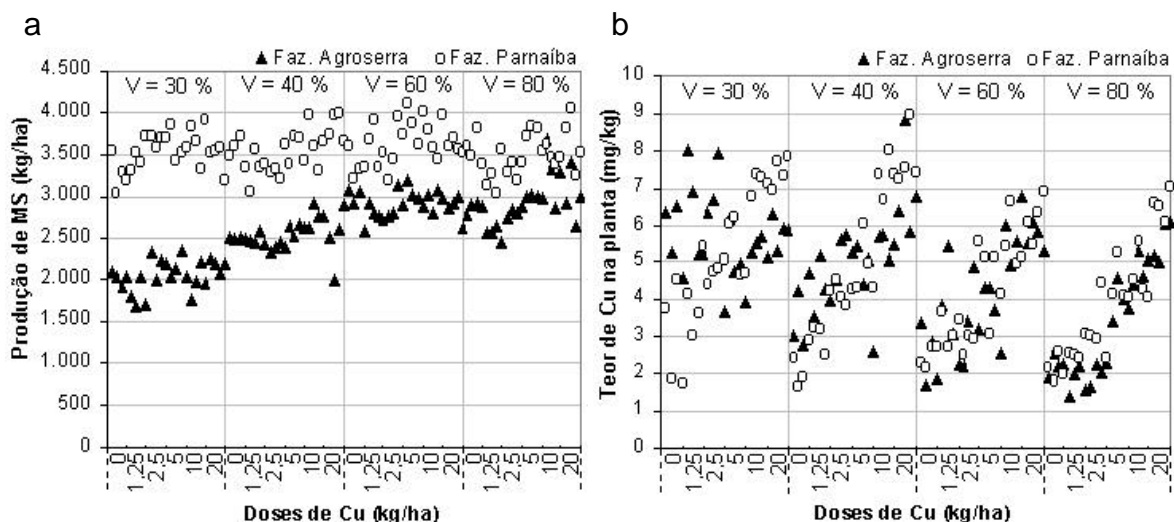 a
▲ Faz. Agroserra ○ Faz. Parnaíba
V = 30 % V = 40 % V = 60 % V = 80 %
Produção de MS (kg/ha)
4.500
4.000
3.500
3.000
2.500
2.000
1.500
1.000
500
0
0 1,25 2,5 5 10 20 0 1,25 2,5 5 10 20 0 1,25 2,5 5 10 20 0 1,25 2,5 5 10 20
Doses de Cu (kg/ha)
b
▲ Faz. Agroserra ○ Faz. Parnaíba
V = 30 % V = 40 % V = 60 % V = 80 %
Teor de Cu na planta (mg/kg)
10
9
8
7
6
5
4
3
2
1
0
0 1,25 2,5 5 10 20 0 1,25 2,5 5 10 20 0 1,25 2,5 5 10 20 0 1,25 2,5 5 10 20
Doses de Cu (kg/ha)